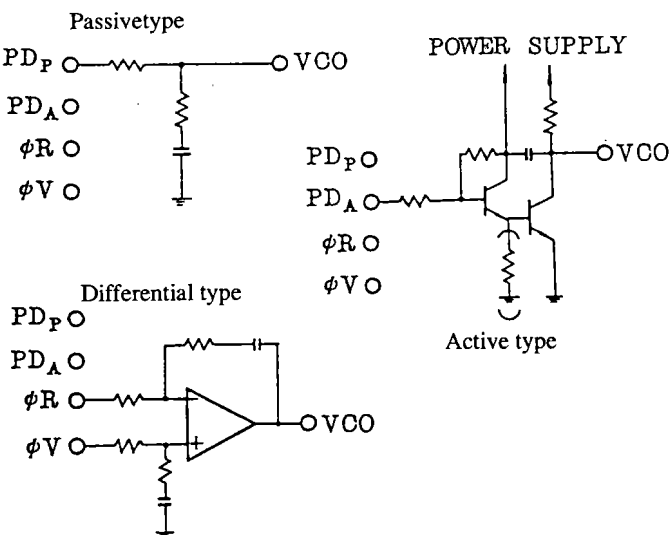 Passivetype
PDP
VCO
PDA
φR
φV
POWER SUPPLY
PDP
VCO
PDA
φR
φV
Active type
Differential type
PDP
PDA
φR
φV
VCO